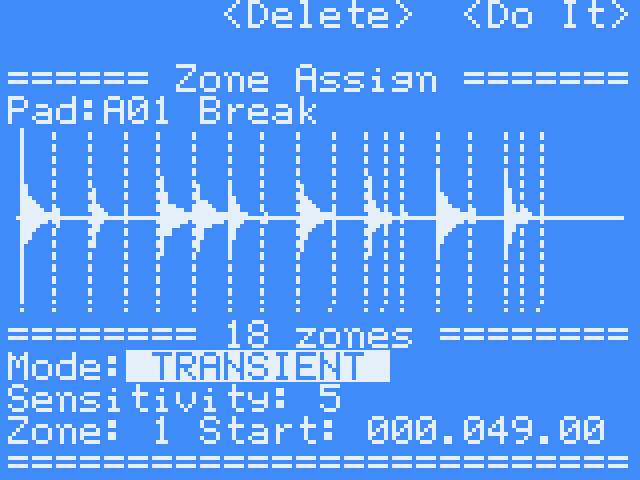 <Delete> <Do It>
====== Zone Assign =======
Pad:A01 Break
======== 18 zones ========
Mode: TRANSIENT
Sensitivity: 5
Zone: 1 Start: 000.049.00
==========================